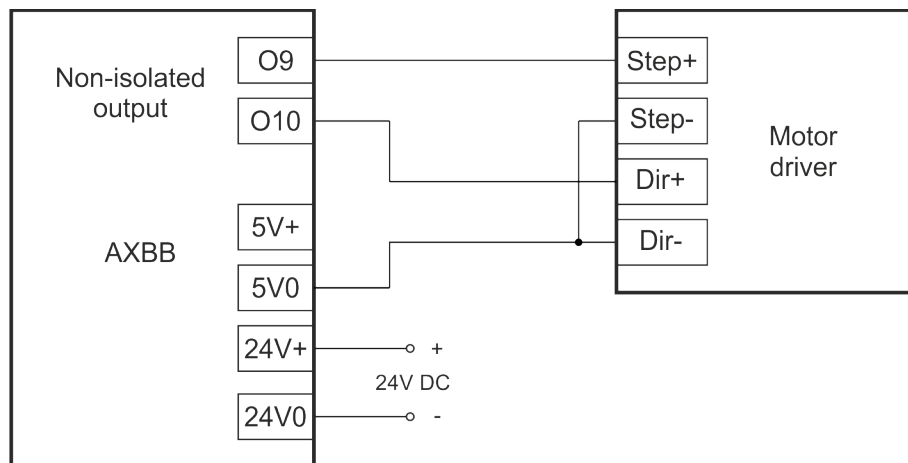 Non-isolated
output
AXBB
O9
O10
5V+
5V0
24V+
24V0
+
24V DC
-
Step+
Step-
Dir+
Dir-
Motor
driver